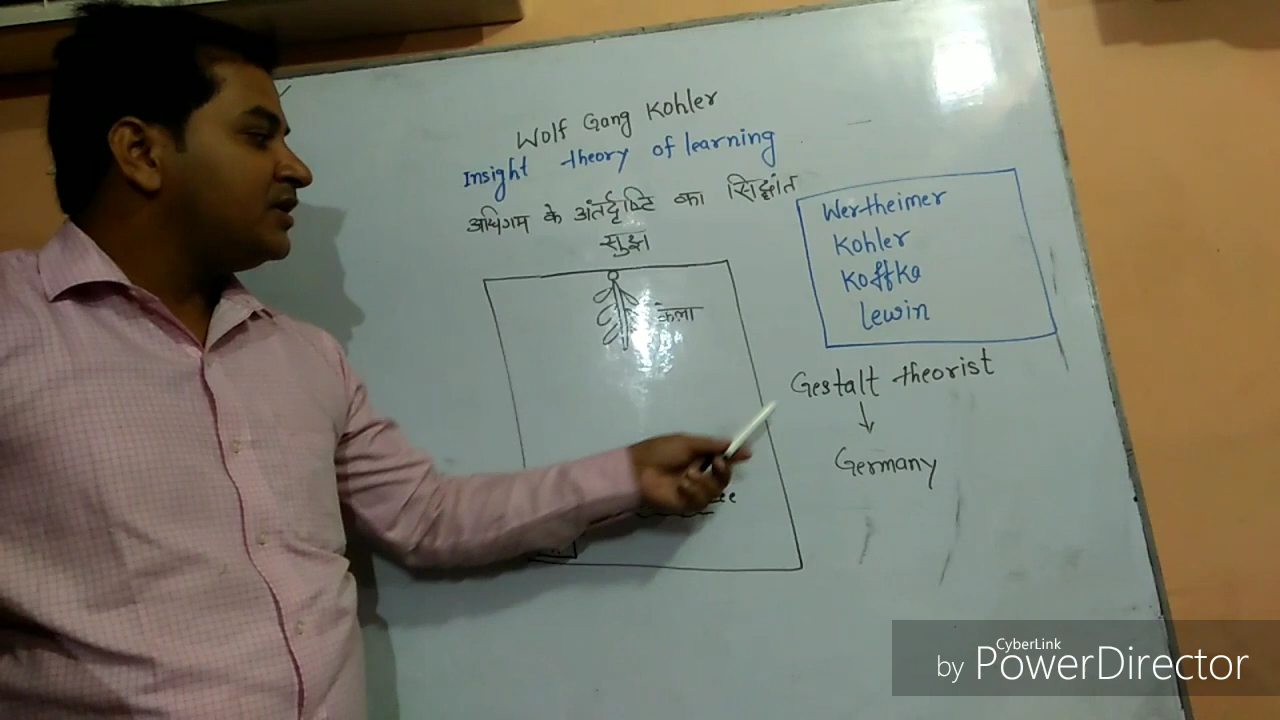 Wolf Gang Kohler
Insight theory of learning
अधिगम के अंतर्दृष्टि का सिद्धांत
सुझ
केला
Wertheimer
Kohler
Koffka
Lewin
Gestalt theorist
Germany
CyberLink
by PowerDirector